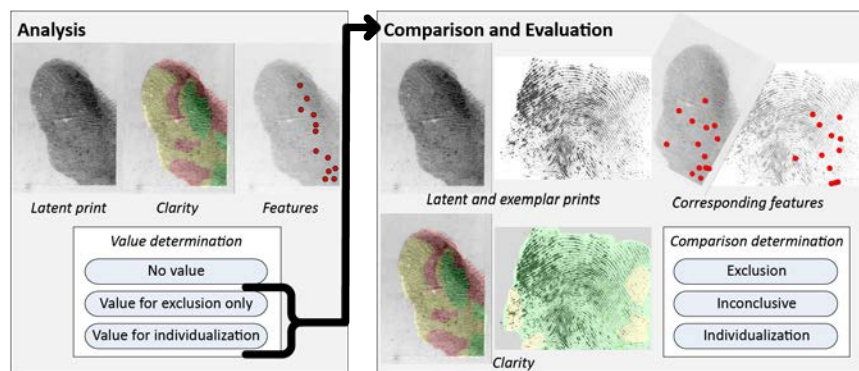 Analysis
Latent print
Clarity
Features
Value determination
No value
Value for exclusion only
Value for individualization
Comparison and Evaluation
Latent and exemplar prints
Corresponding features
Clarity
Comparison determination
Exclusion
Inconclusive
Individualization